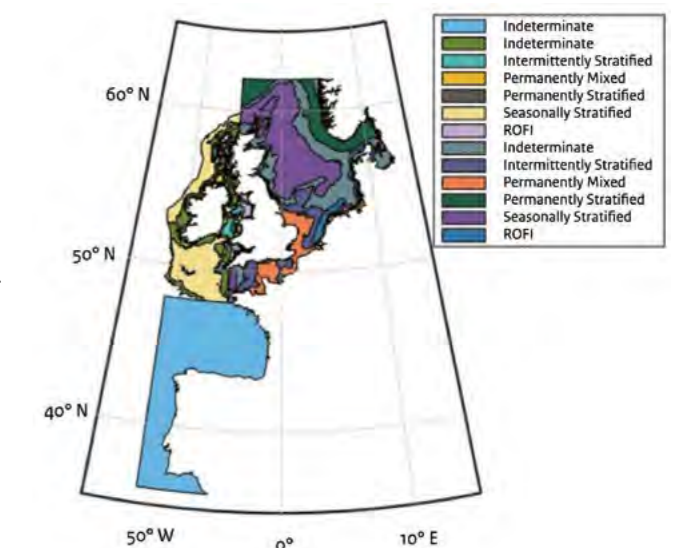 Indeterminate
Indeterminate
Intermittently Stratified
Permanently Mixed
Permanently Stratified
Seasonally Stratified
ROFI
Indeterminate
Intermittently Stratified
Permanently Mixed
Permanently Stratified
Seasonally Stratified
ROFI
60° N
50° N
40° N
50° W
0°
10° E